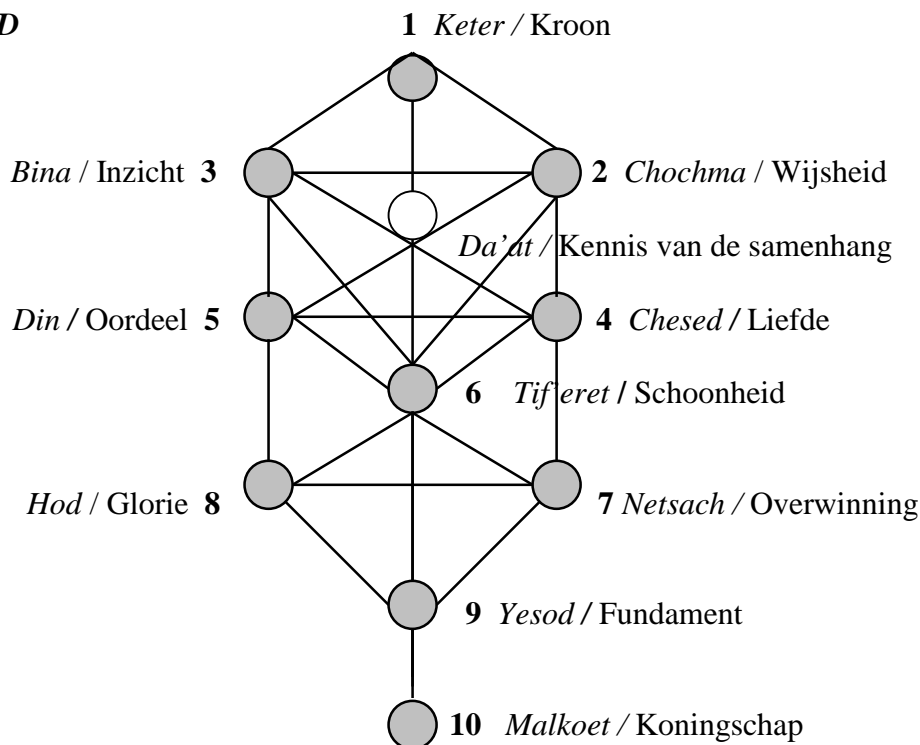 D
1 Keter / Kroon
Bina / Inzicht 3
2 Chochma / Wijsheid
Da’at / Kennis van de samenhang
Din / Oordeel 5
4 Chesed / Liefde
6 Tif’eret / Schoonheid
Hod / Glorie 8
7 Netsach / Overwinning
9 Yesod / Fundament
10 Malkoet / Koningschap